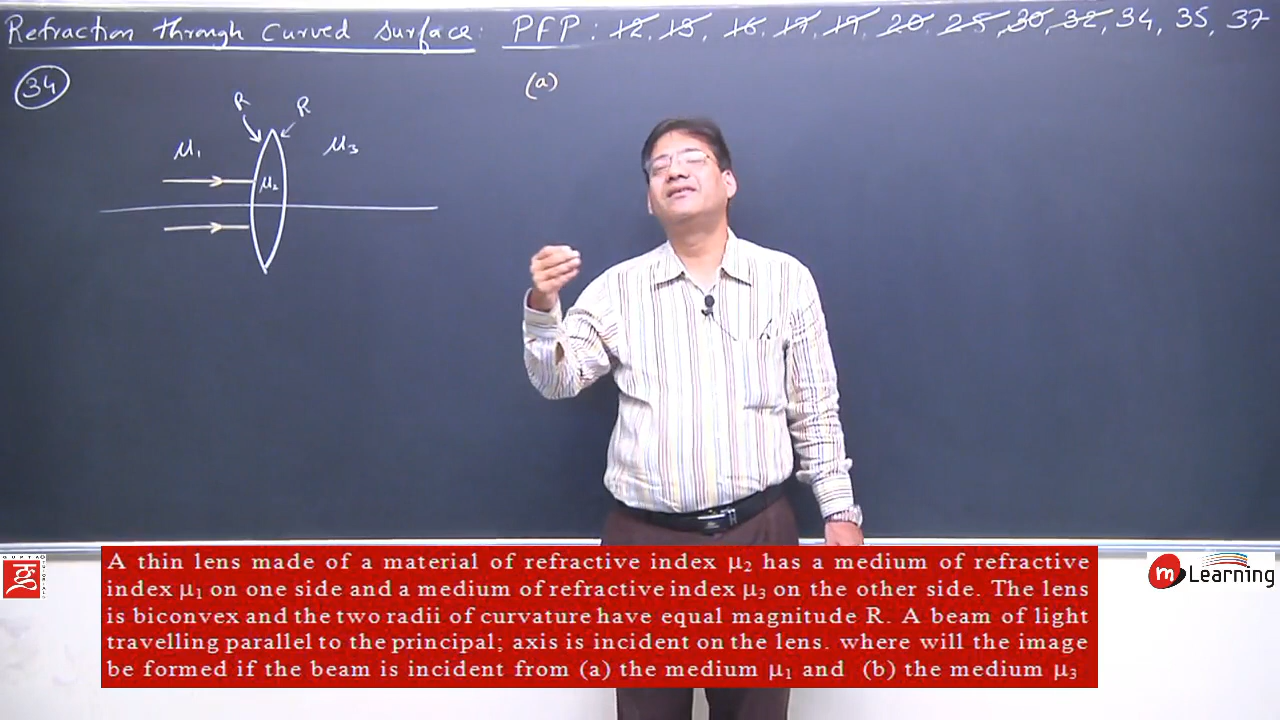 Refraction through Curved Surface: PFP: 12, 15, 16, 17, 19, 20, 25, 30, 32, 34, 35, 37
34
(a)
R R
μ₁ μ₃
μ₂
A thin lens made of a material of refractive index μ₂ has a medium of refractive
index μ₁ on one side and a medium of refractive index μ₃ on the other side. The lens
is biconvex and the two radii of curvature have equal magnitude R. A beam of light
travelling parallel to the principal; axis is incident on the lens. where will the image
be formed if the beam is incident from (a) the medium μ₁ and (b) the medium μ₃
GUPTA
m Learning